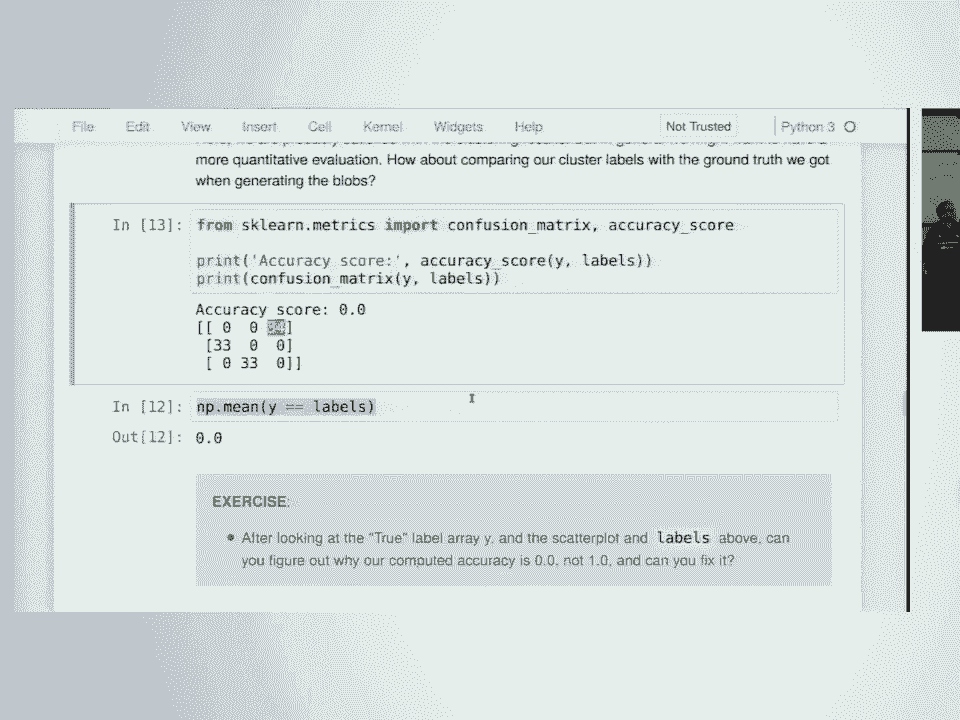 File Edit View Insert Cell Kernel Widgets Help Not Trusted Python 3
more quantitative evaluation. How about comparing our cluster labels with the ground truth we got
when generating the blobs?
In [13]: from sklearn.metrics import confusion_matrix, accuracy_score
print('Accuracy score:', accuracy_score(y, labels))
print(confusion_matrix(y, labels))
Accuracy score: 0.0
[[ 0 0 ]
[33 0 0]
[ 0 33 0]]
In [12]: np.mean(y == labels)
Out[12]: 0.0
EXERCISE:
• After looking at the "True" label array y, and the scatterplot and labels above, can
you figure out why our computed accuracy is 0.0, not 1.0, and can you fix it?